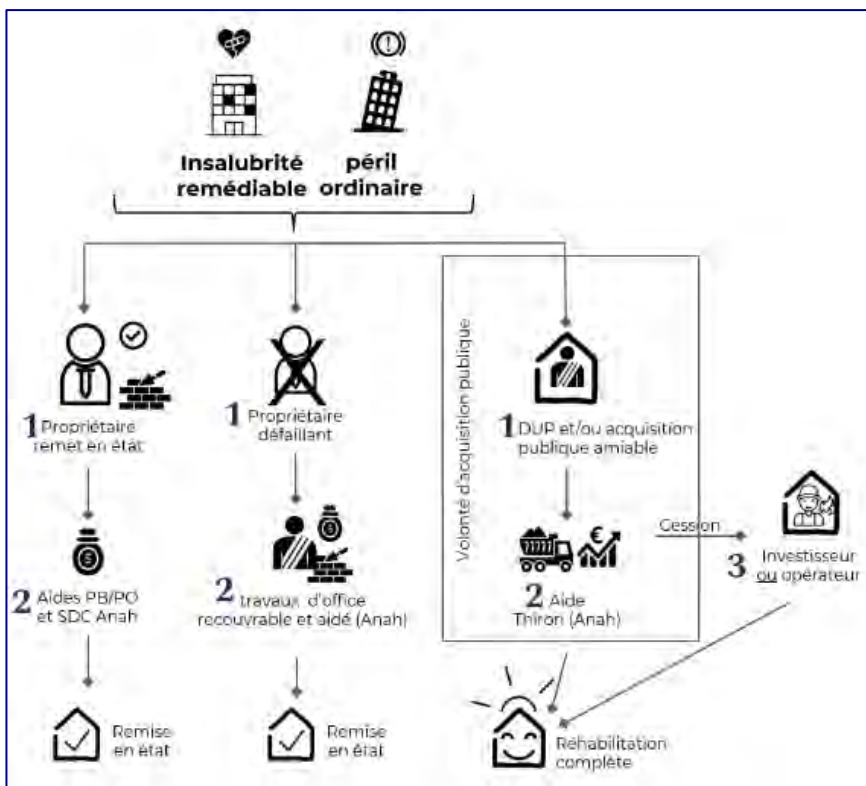 Insalubrité
remédiable
péril
ordinaire
1 Propriétaire
remet en état
1 Propriétaire
défaillant
Volonté d'acquisition publique
1 DUP et/ou acquisition
publique amiable
2 Aides PB/PO
et SDC Anah
2 travaux d'office
recouvrable et aidé (Anah)
€
2 Aide
Thiron (Anah)
Cession
3 Investisseur
ou opérateur
Remise
en état
Remise
en état
Réhabilitation
complète